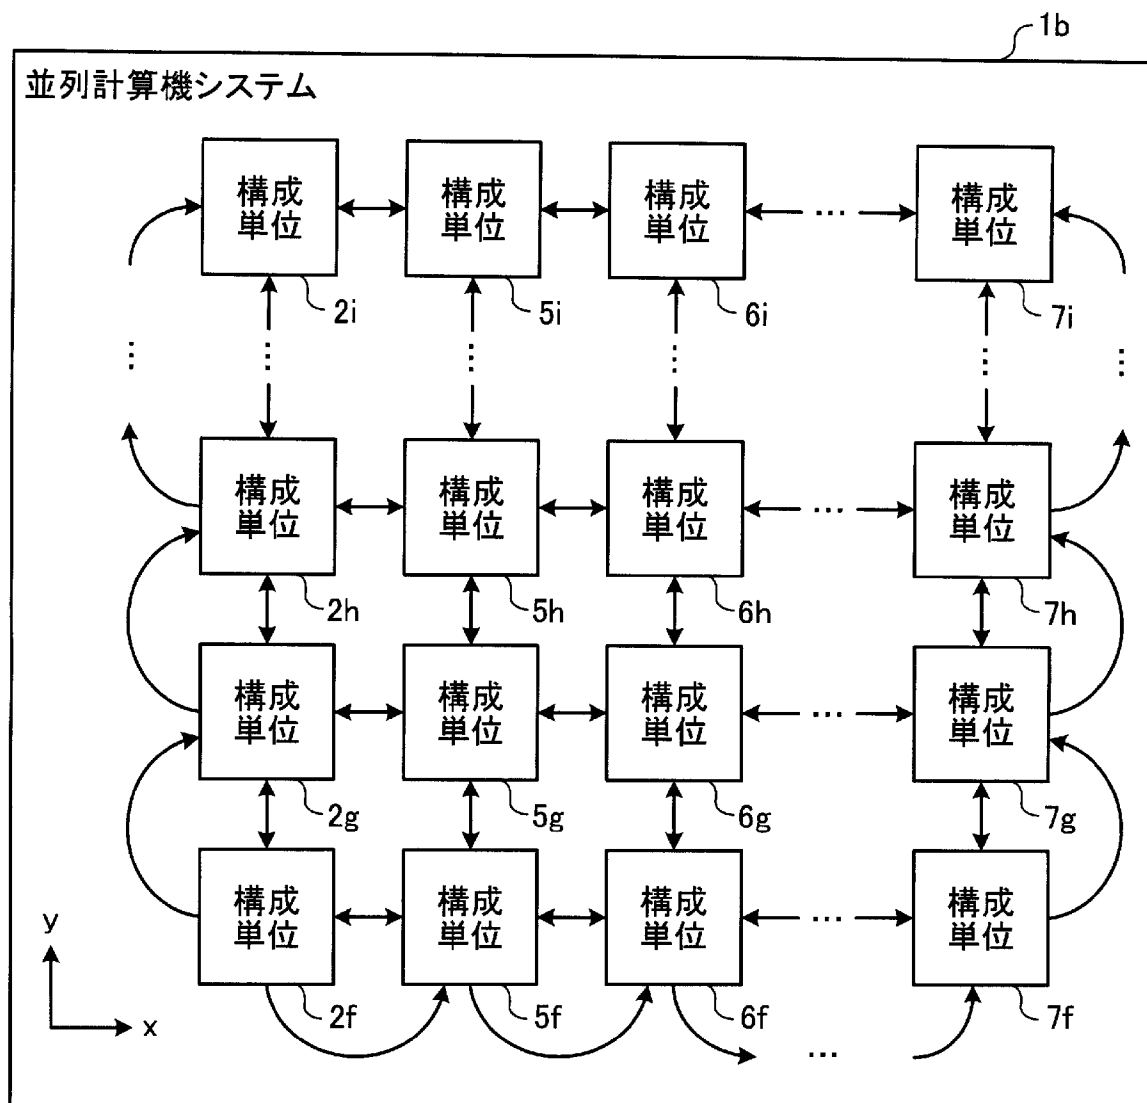 1b
並列計算機システム
構成
単位
構成
単位
構成
単位
...
構成
単位
2i
5i
6i
7i
...
...
...
...
...
...
構成
単位
構成
単位
構成
単位
...
構成
単位
2h
5h
6h
7h
構成
単位
構成
単位
構成
単位
...
構成
単位
2g
5g
6g
7g
構成
単位
構成
単位
構成
単位
...
構成
単位
y
x
2f
5f
6f
7f
...